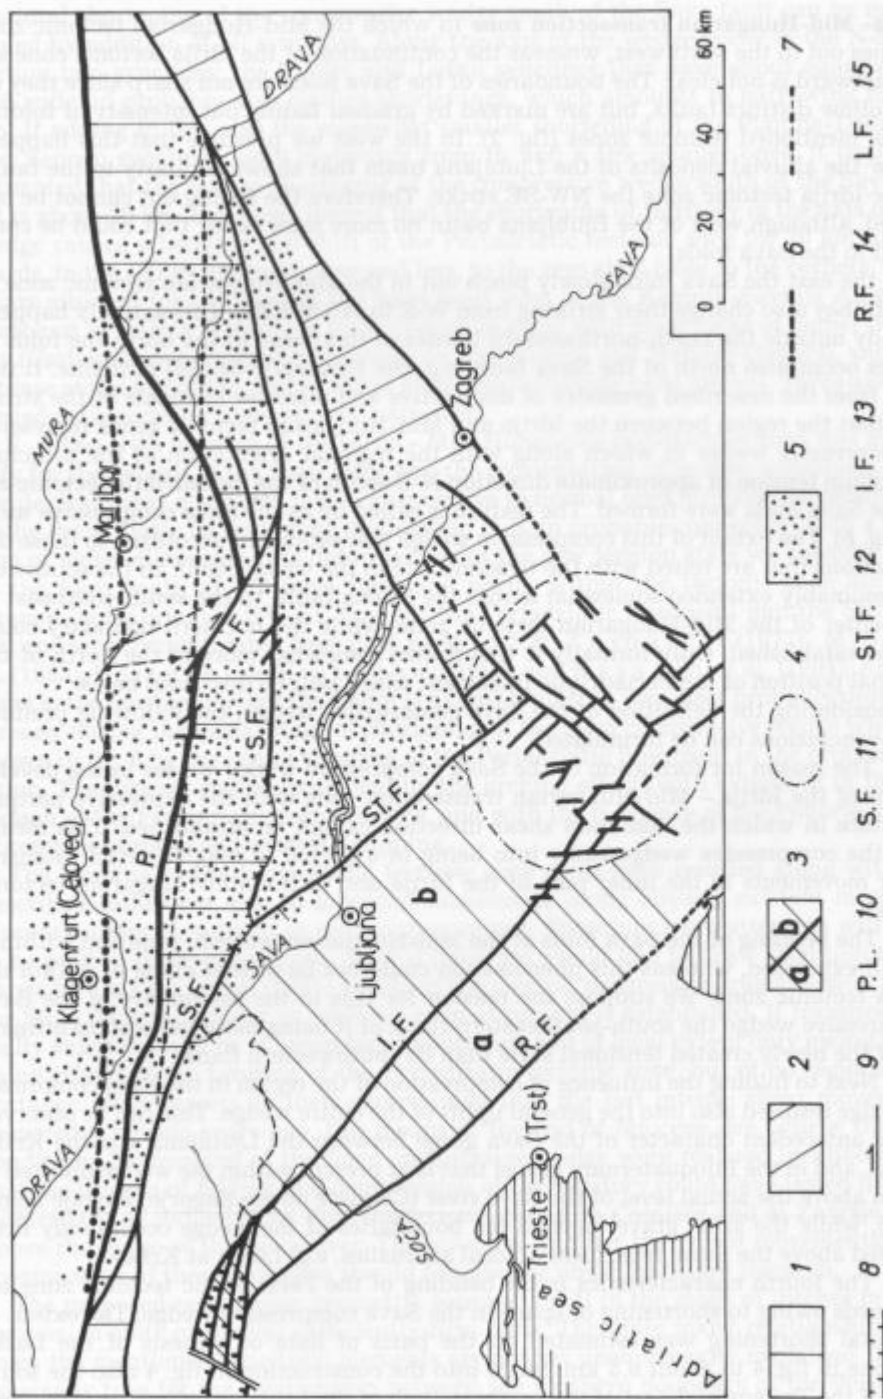 DRAVA
Klagenfurt (Celovec)
Maribor
MURA
DRAVA
P.
L.
S.F.
S.F.
SAVA
ST.F.
Ljubljana
b
I.F.
a
R.F.
Trieste (Trst)
Adriatic
Sea
Zagreb
SAVA
0 20 40 60 km
1 2 a b 3 4 5 6 7
8 9 P.L. 10 S.F. 11 ST.F. 12 I.F. 13 R.F. 14 I.F. 15